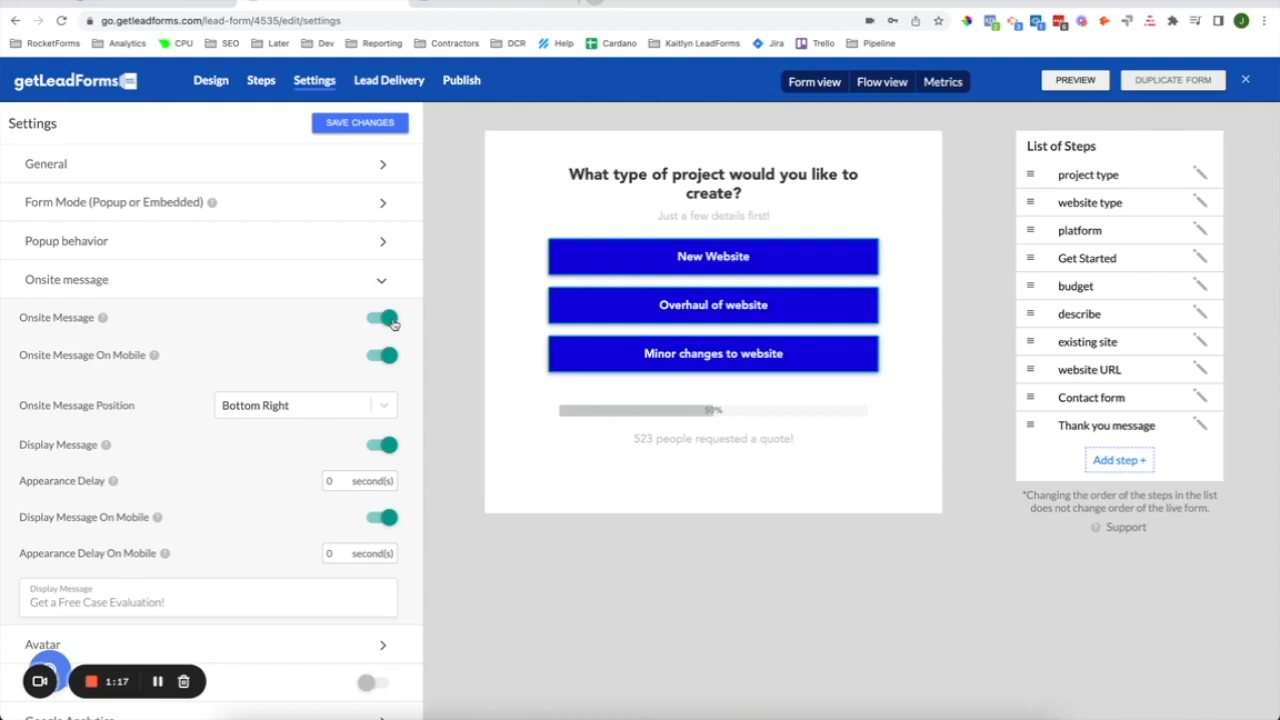 go.getleadforms.com/lead-form/4535/edit/settings
RocketForms Analytics CPU SEO Later Dev Reporting Contractors DCR Help Cardano Kaitlyn LeadForms Jira Trello Pipeline
getLeadForms Design Steps Settings Lead Delivery Publish Form view Flow view Metrics PREVIEW DUPLICATE FORM
Settings SAVE CHANGES
General
Form Mode (Popup or Embedded)
Popup behavior
Onsite message
Onsite Message
Onsite Message On Mobile
Onsite Message Position Bottom Right
Display Message
Appearance Delay 0 second(s)
Display Message On Mobile
Appearance Delay On Mobile 0 second(s)
Display Message
Get a Free Case Evaluation!
Avatar
1:17
What type of project would you like to
create?
Just a few details first!
New Website
Overhaul of website
Minor changes to website
50%
523 people requested a quote!
List of Steps
project type
website type
platform
Get Started
budget
describe
existing site
website URL
Contact form
Thank you message
Add step +
*Changing the order of the steps in the list
does not change order of the live form.
Support